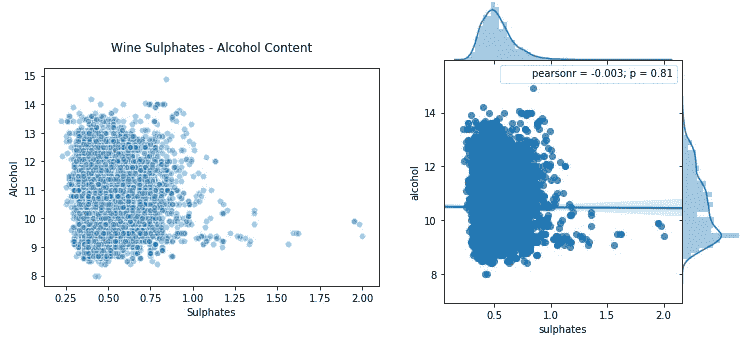 Wine Sulphates - Alcohol Content
15
14
13
12
11
10
9
8
Alcohol
0.25 0.50 0.75 1.00 1.25 1.50 1.75 2.00
Sulphates
pearsonr = -0.003; p = 0.81
14
12
10
8
alcohol
0.5 1.0 1.5 2.0
sulphates